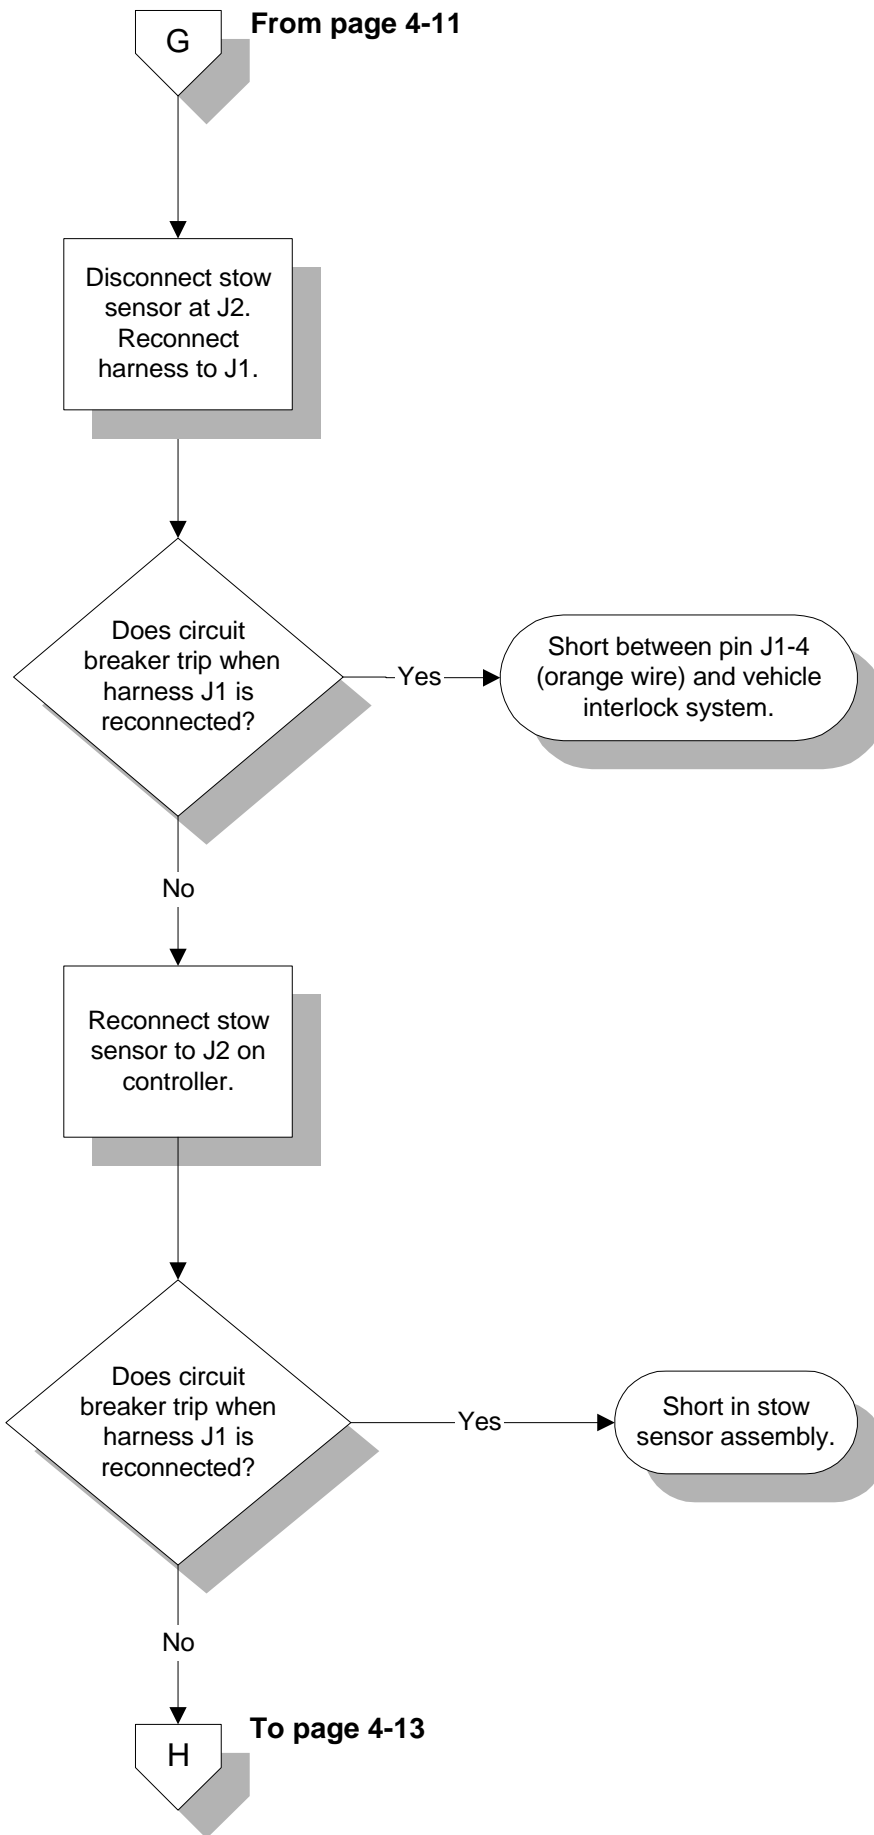 G
From page 4-11
Disconnect stow
sensor at J2.
Reconnect
harness to J1.
Does circuit
breaker trip when
harness J1 is
reconnected?
Yes
Short between pin J1-4
(orange wire) and vehicle
interlock system.
No
Reconnect stow
sensor to J2 on
controller.
Does circuit
breaker trip when
harness J1 is
reconnected?
Yes
Short in stow
sensor assembly.
No
H
To page 4-13